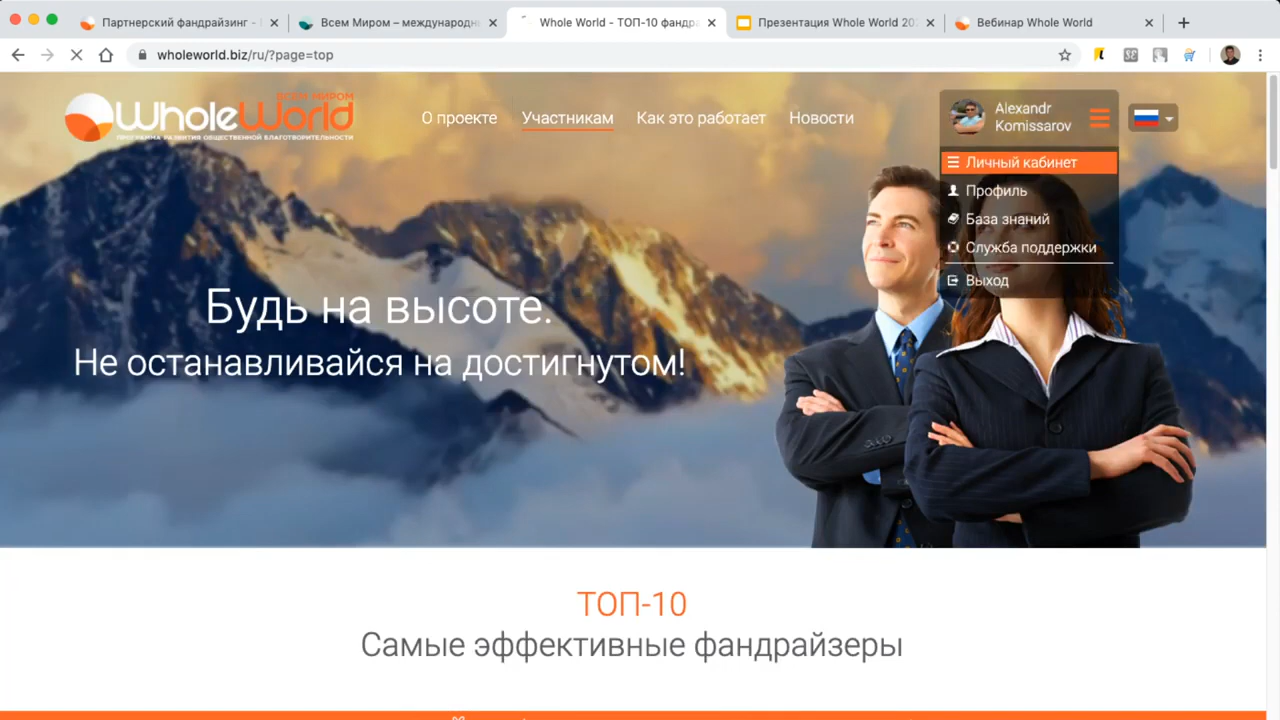 Партнерский фандрайзинг -
Всем Миром – международн
Whole World - ТОП-10 фандра
Презентация Whole World 202
Вебинар Whole World
wholeworld.biz/ru/?page=top
ВСЕМ МИРОМ
WholeWorld
ПРОГРАММА РАЗВИТИЯ ОБЩЕСТВЕННОЙ БЛАГОТВОРИТЕЛЬНОСТИ
О проекте
Участникам
Как это работает
Новости
Alexandr
Komissarov
Личный кабинет
Профиль
База знаний
Служба поддержки
Выход
Будь на высоте.
Не останавливайся на достигнутом!
ТОП-10
Самые эффективные фандрайзеры